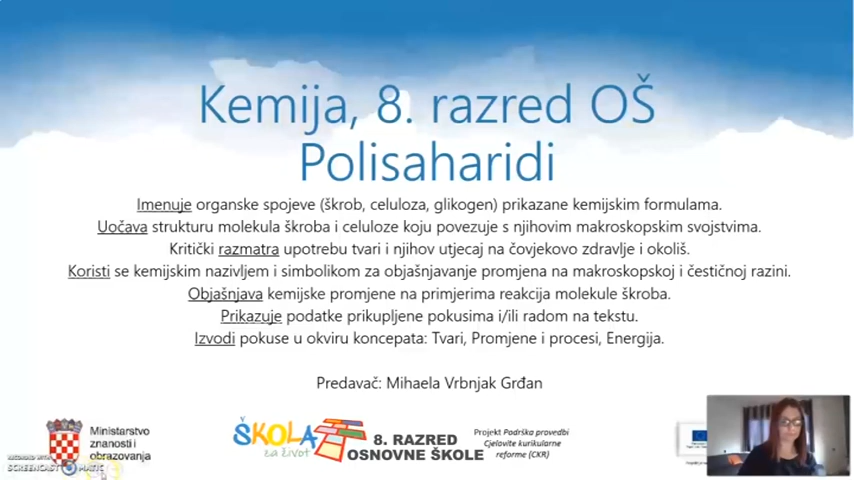 Kemija, 8. razred OŠ
Polisaharidi
Imenuje organske spojeve (škrob, celuloza, glikogen) prikazane kemijskim formulama.
Uočava strukturu molekula škroba i celuloze koju povezuje s njihovim makroskopskim svojstvima.
Kritički razmatra upotrebu tvari i njihov utjecaj na čovjekovo zdravlje i okoliš.
Koristi se kemijskim nazivljem i simbolikom za objašnjavanje promjena na makroskopskoj i čestičnoj razini.
Objašnjava kemijske promjene na primjerima reakcija molekule škroba.
Prikazuje podatke prikupljene pokusima i/ili radom na tekstu.
Izvodi pokuse u okviru koncepata: Tvari, Promjene i procesi, Energija.
Predavač: Mihaela Vrbnjak Grđan
Ministarstvo
znanosti i
obrazovanja
ŠKOLA
za život
8. RAZRED
OSNOVNE ŠKOLE
Projekt Podrška provedbi
Cjelovite kurikularne
reforme (CKR)
RECORDED WITH
SCREENCAST MATIC